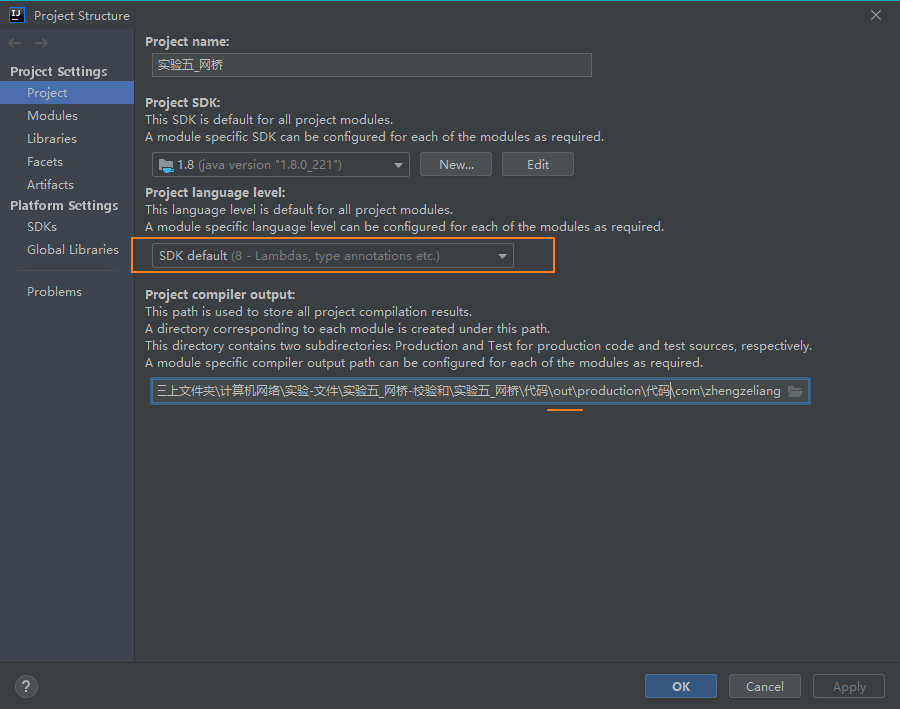 Project Structure
Project Settings
Project
Modules
Libraries
Facets
Artifacts
Platform Settings
SDKs
Global Libraries
Problems
Project name:
实验五_网桥
Project SDK:
This SDK is default for all project modules.
A module specific SDK can be configured for each of the modules as required.
1.8 (java version "1.8.0_221")
New...
Edit
Project language level:
This language level is default for all project modules.
A module specific language level can be configured for each of the modules as required.
SDK default (8 - Lambdas, type annotations etc.)
Project compiler output:
This path is used to store all project compilation results.
A directory corresponding to each module is created under this path.
This directory contains two subdirectories: Production and Test for production code and test sources, respectively.
A module specific compiler output path can be configured for each of the modules as required.
三上文件夹\计算机网络\实验-文件\实验五_网桥-校验和\实验五_网桥\代码\out\production\代码\com\zhengzeliang
?
OK
Cancel
Apply